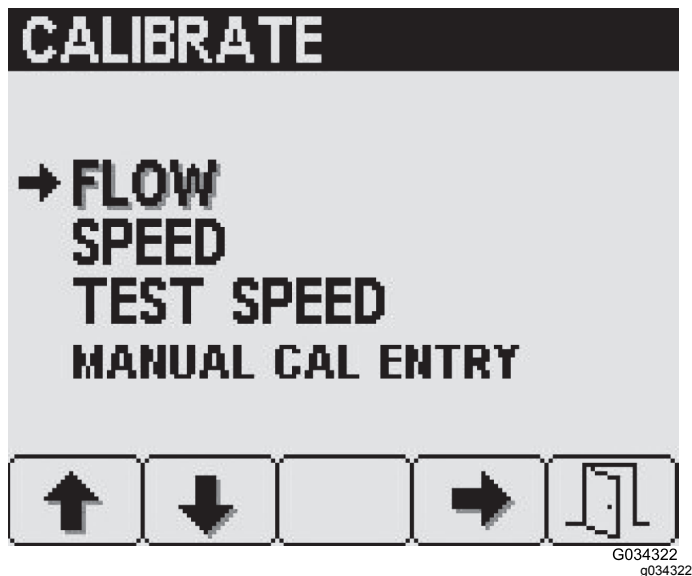 CALIBRATE
FLOW
SPEED
TEST SPEED
MANUAL CAL ENTRY
G034322
g034322